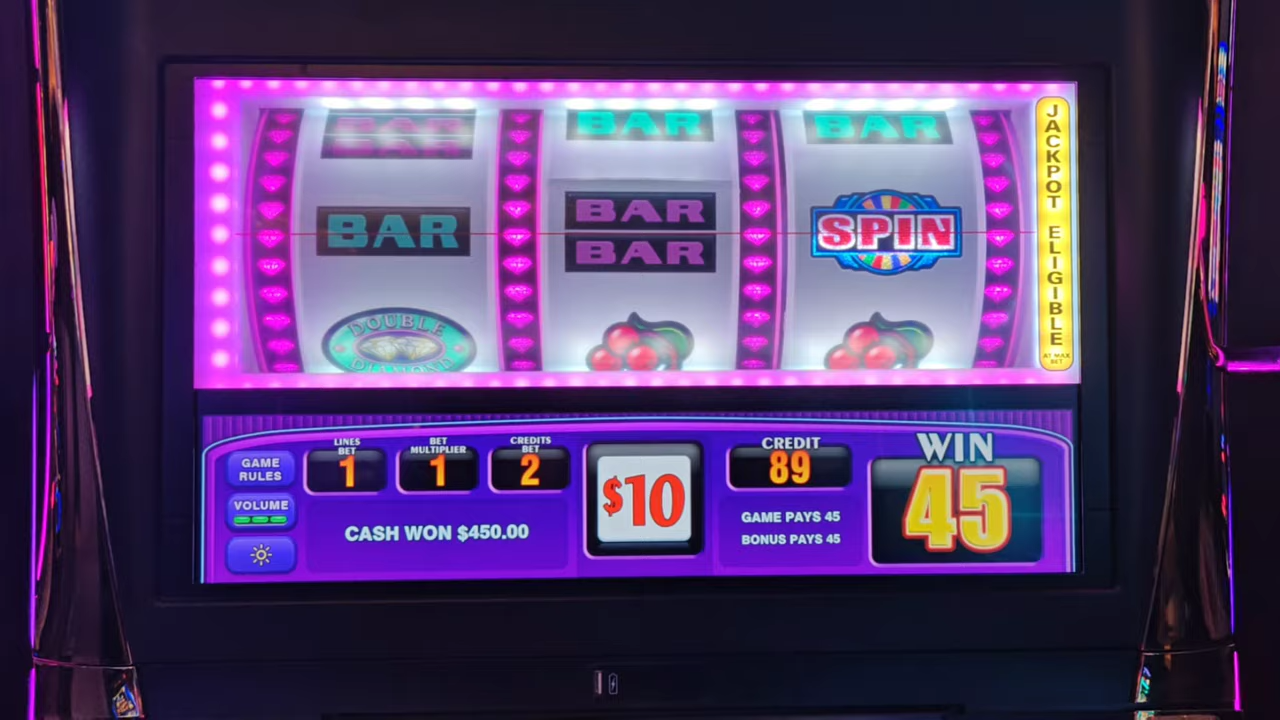 BAR
BAR
BAR
BAR
BAR
BAR
BAR
BAR
SPIN
DOUBLE
DIAMOND
JACKPOT ELIGIBLE
AT MAX
BET
GAME
RULES
VOLUME
LINES
BET
1
BET
MULTIPLIER
1
CREDITS
BET
2
CASH WON $450.00
$10
CREDIT
89
GAME PAYS 45
BONUS PAYS 45
WIN
45